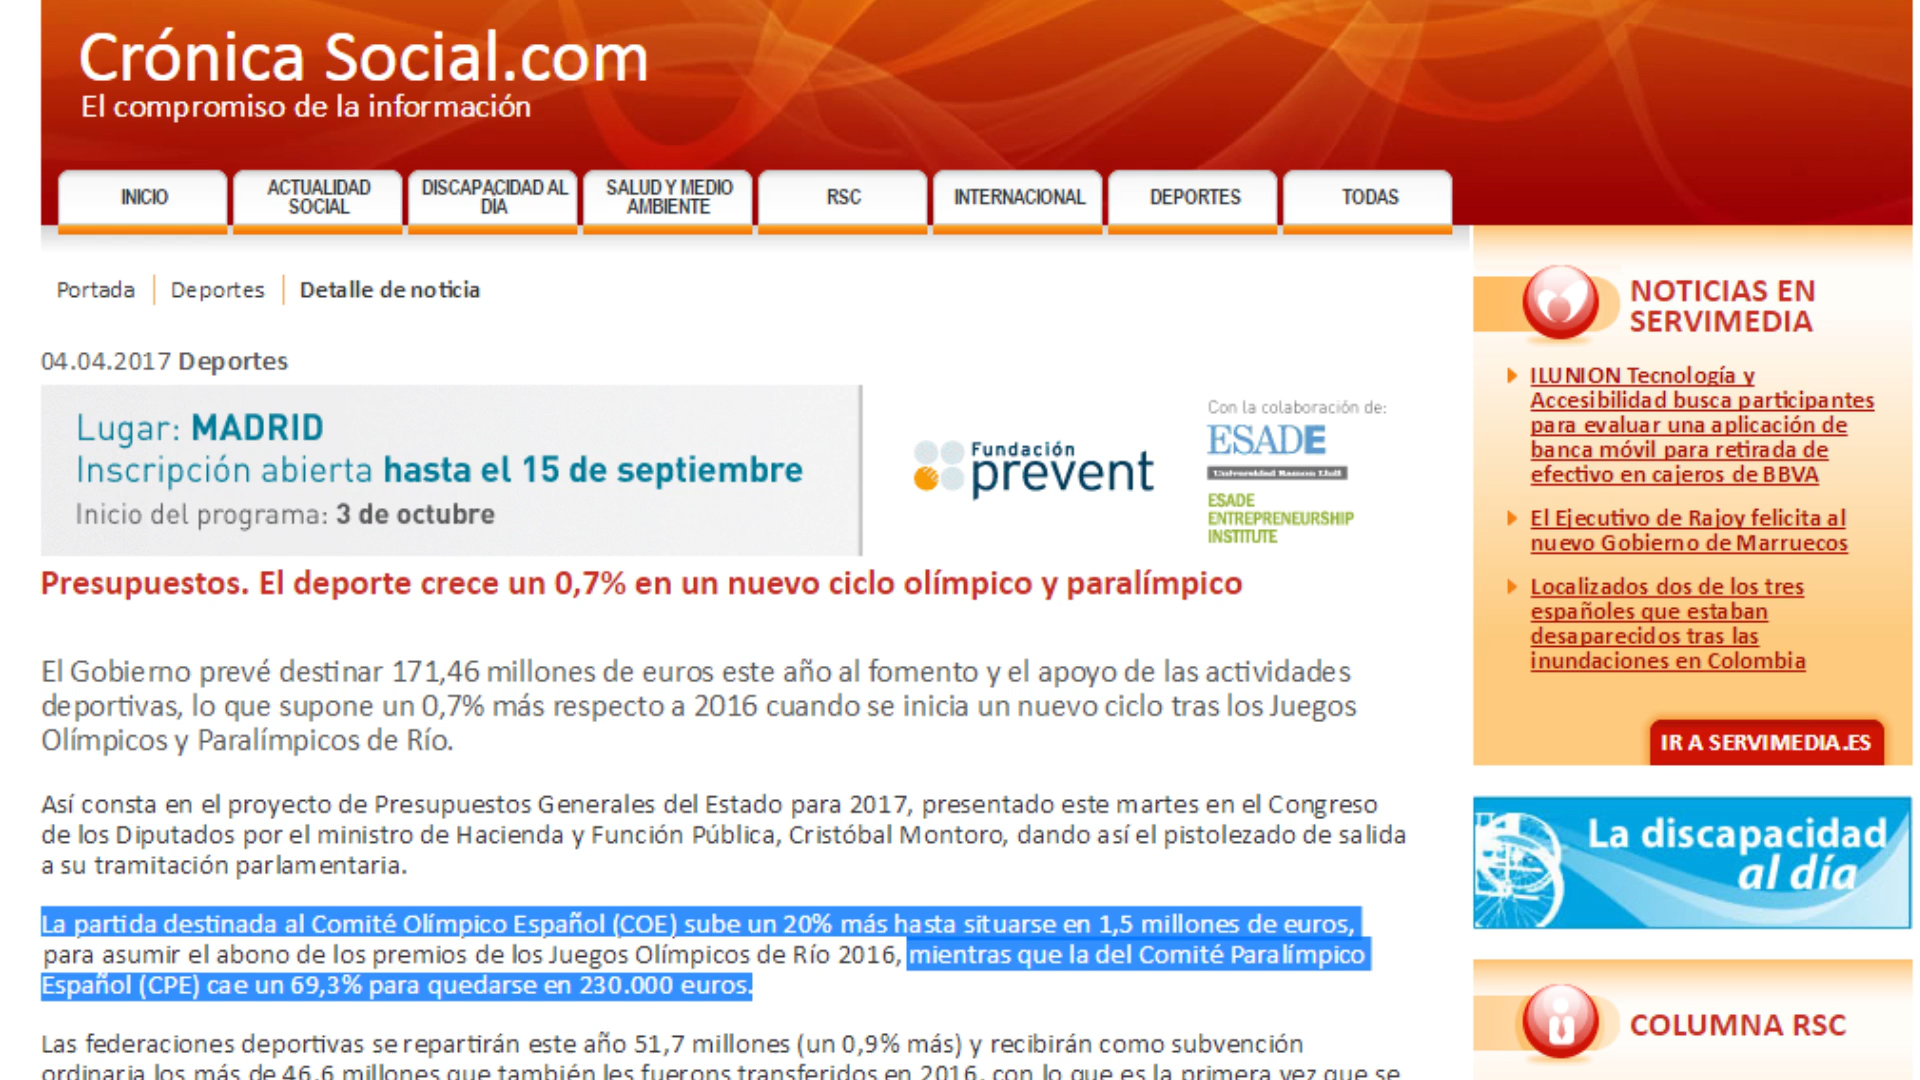 Crónica Social.com
El compromiso de la información
INICIO
ACTUALIDAD
SOCIAL
DISCAPACIDAD AL
DIA
SALUD Y MEDIO
AMBIENTE
RSC
INTERNACIONAL
DEPORTES
TODAS
Portada
Deportes
Detalle de noticia
04.04.2017 Deportes
Lugar: MADRID
Inscripción abierta hasta el 15 de septiembre
Inicio del programa: 3 de octubre
Fundación
prevent
Con la colaboración de:
ESADE
Universidad Ramon Llull
ESADE
ENTREPRENEURSHIP
INSTITUTE
Presupuestos. El deporte crece un 0,7% en un nuevo ciclo olímpico y paralímpico
El Gobierno prevé destinar 171,46 millones de euros este año al fomento y el apoyo de las actividades
deportivas, lo que supone un 0,7% más respecto a 2016 cuando se inicia un nuevo ciclo tras los Juegos
Olímpicos y Paralímpicos de Río.
Así consta en el proyecto de Presupuestos Generales del Estado para 2017, presentado este martes en el Congreso
de los Diputados por el ministro de Hacienda y Función Pública, Cristóbal Montoro, dando así el pistolezado de salida
a su tramitación parlamentaria.
La partida destinada al Comité Olímpico Español (COE) sube un 20% más hasta situarse en 1,5 millones de euros,
para asumir el abono de los premios de los Juegos Olímpicos de Río 2016, mientras que la del Comité Paralímpico
Español (CPE) cae un 69,3% para quedarse en 230.000 euros.
Las federaciones deportivas se repartirán este año 51,7 millones (un 0,9% más) y recibirán como subvención
ordinaria los más de 46,6 millones que también les fuerons transferidos en 2016, con lo que es la primera vez que se
NOTICIAS EN
SERVIMEDIA
ILUNION Tecnología y
Accesibilidad busca participantes
para evaluar una aplicación de
banca móvil para retirada de
efectivo en cajeros de BBVA
El Ejecutivo de Rajoy felicita al
nuevo Gobierno de Marruecos
Localizados dos de los tres
españoles que estaban
desaparecidos tras las
inundaciones en Colombia
IR A SERVIMEDIA.ES
La discapacidad
al día
COLUMNA RSC